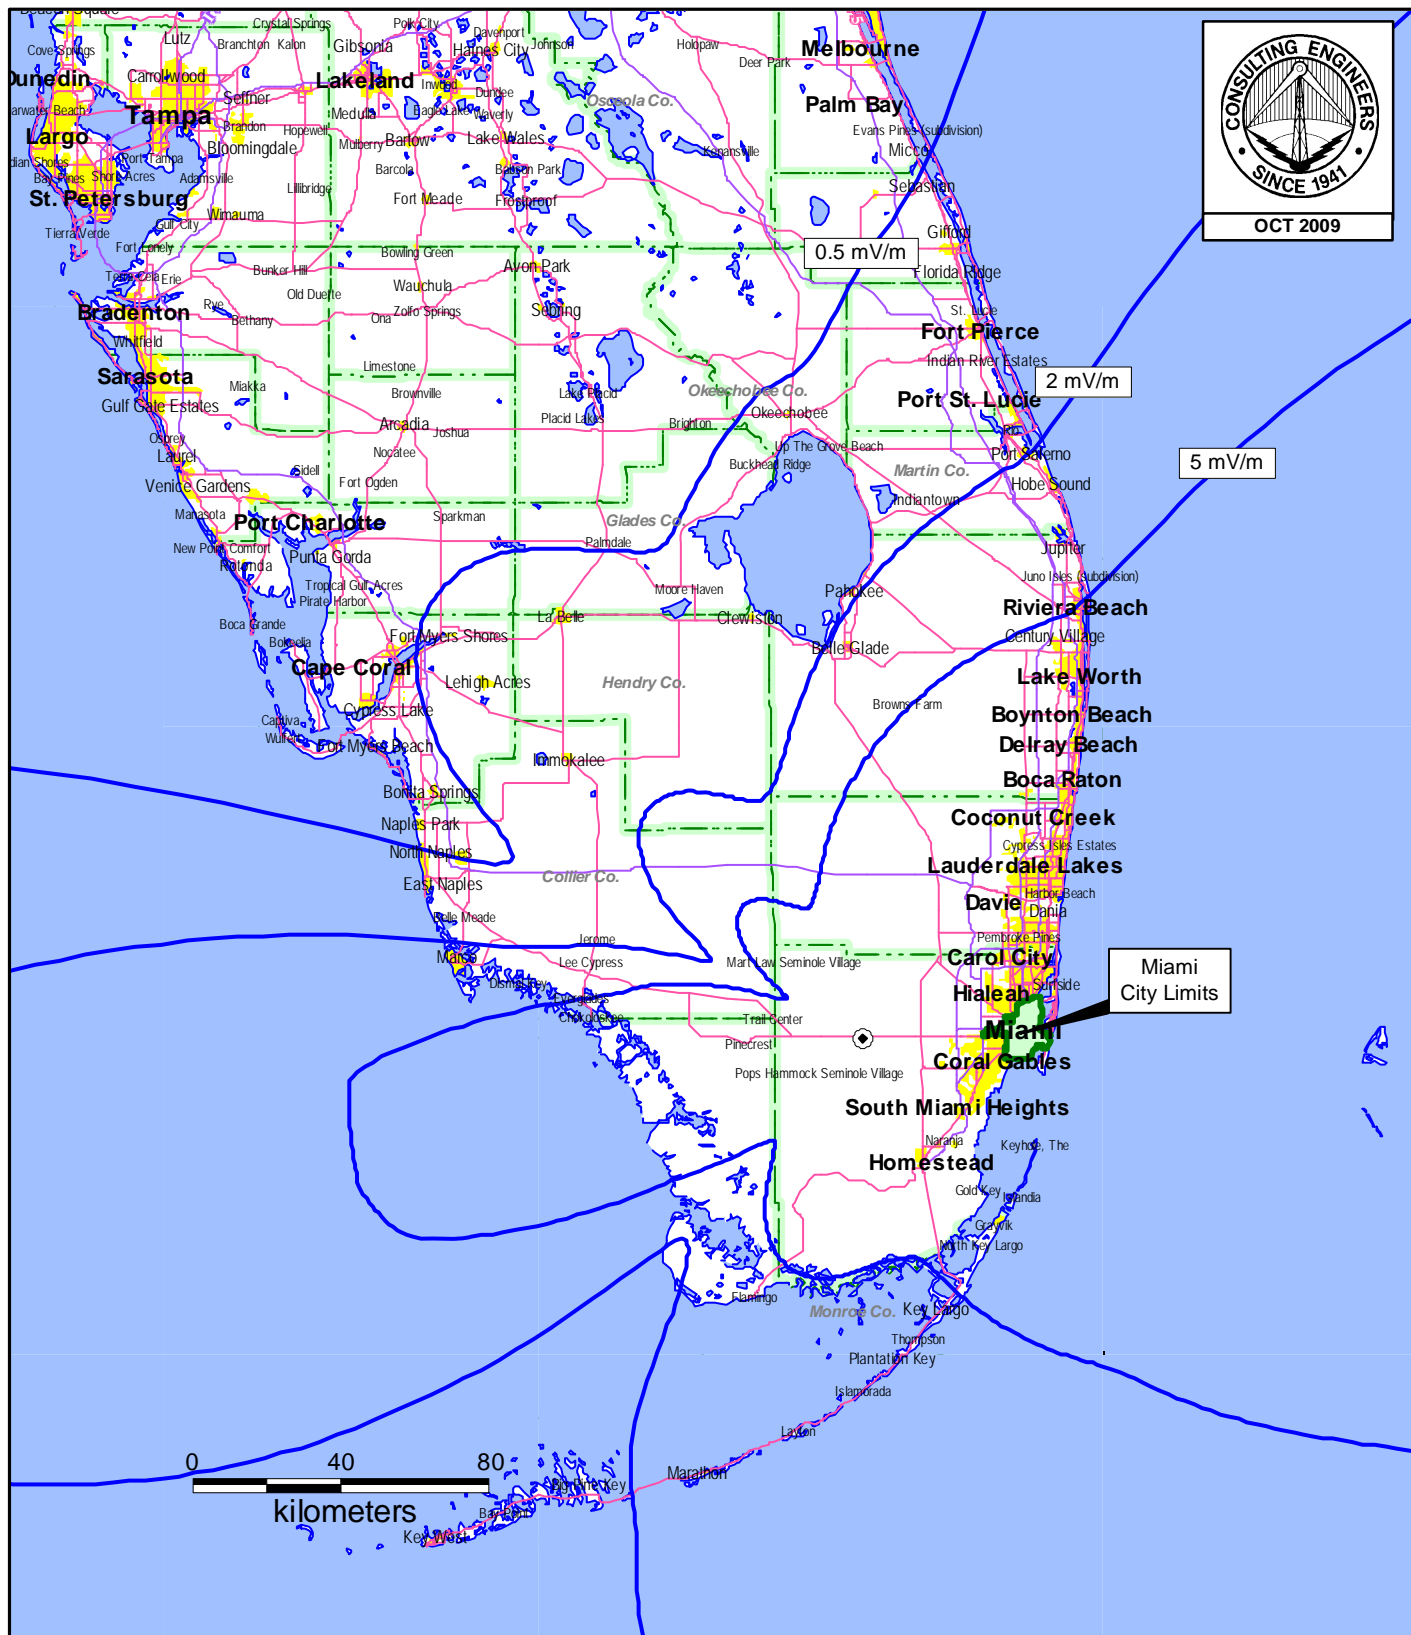 Crystal Springs
Polk City
Davenport
Lutz
Branchton
Kalon
Gibsonia
Haines City
Johnson
Holopaw
Melbourne
Cove Springs
Deer Park
Dunedin
Carrollwood
Lakeland
Inwood
Seffner
Dundee
Osceola Co.
Palm Bay
Tampa
Medulla
Eagle Lake
Waverly
Largo
Brandon
Hopewell
Evans Pines (subdivision)
Bloomingdale
Mulberry
Bartow
Lake Wales
Kenansville
Micco
Port Tampa
Barcola
Babson Park
Bay Pines
Adamsville
Lillibridge
Sebastian
St. Petersburg
Fort Meade
Frostproof
Wimauma
Gulf City
Tierra Verde
Gifford
Fort Lonely
Bowling Green
0.5 mV/m
Bunker Hill
Avon Park
Florida Ridge
Erie
Old Duette
Wauchula
Rye
Bradenton
Bethany
Ona
Zolfo Springs
Sebring
St. Lucie
Fort Pierce
Whitfield
Limestone
Indian River Estates
Sarasota
Miakka
Brownville
Lake Placid
Okeechobee Co.
2 mV/m
Gulf Gate Estates
Port St. Lucie
Arcadia
Joshua
Placid Lakes
Brighton
Okeechobee
Osprey
Rio
Laurel
Nocatee
Up The Grove Beach
Port Salerno
Sidell
Buckhead Ridge
Martin Co.
5 mV/m
Venice Gardens
Fort Ogden
Hobe Sound
Indiantown
Manasota
Port Charlotte
Sparkman
Glades Co.
New Point Comfort
Punta Gorda
Palmdale
Jupiter
Rotonda
Tropical Gulf Acres
Juno Isles (subdivision)
Pirate Harbor
Moore Haven
Pahokee
Riviera Beach
Boca Grande
La Belle
Clewiston
Bokeelia
Fort Myers Shores
Century Village
Belle Glade
Cape Coral
Lehigh Acres
Hendry Co.
Lake Worth
Cypress Lake
Browns Farm
Captiva
Boynton Beach
Fort Myers Beach
Delray Beach
Immokalee
Boca Raton
Bonita Springs
Naples Park
Coconut Creek
North Naples
Cypress Isles Estates
Lauderdale Lakes
East Naples
Collier Co.
Harbor Beach
Davie
Dania
Belle Meade
Jerome
Pembroke Pines
Marco
Lee Cypress
Mart Law Seminole Village
Carol City
Hialeah
Surfside
Everglades
Chokoloskee
Trail Center
Miami
Pinecrest
Coral Gables
Pops Hammock Seminole Village
South Miami Heights
Naranja
Keyhole, The
Homestead
Gold Key
Islandia
North Key Largo
Flamingo
Monroe Co.
Key Largo
Thompson
Plantation Key
Islamorada
Layton
Marathon
Big Pine Key
Bay Point
Key West
Miami
City Limits
CONSULTING ENGINEERS
• SINCE 1941 •
OCT 2009
0 40 80
kilometers